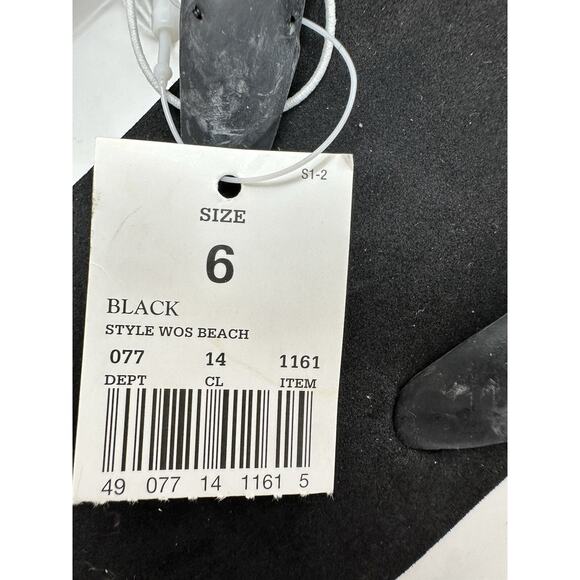 S1-2
SIZE
6
BLACK
STYLE WOS BEACH
077 14 1161
DEPT CL ITEM
49 077 14 1161 5